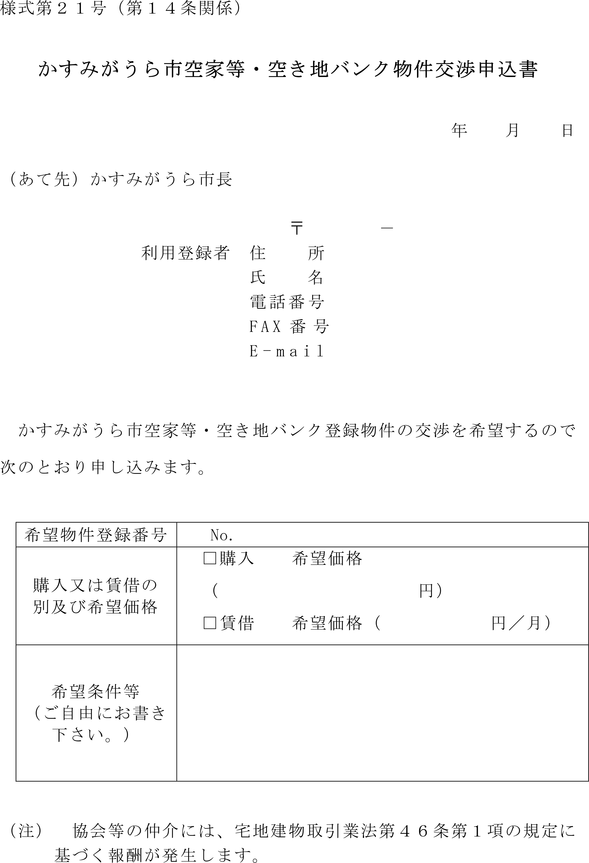 様式第２１号（第１４条関係）
かすみがうら市空家等・空き地バンク物件交渉申込書
年　　月　　日
（あて先）かすみがうら市長
〒　　　　－
利用登録者　住　　所
氏　　名
電話番号
FAX 番号
E-mail
かすみがうら市空家等・空き地バンク登録物件の交渉を希望するので
次のとおり申し込みます。
希望物件登録番号　　No.
購入又は賃借の
別及び希望価格
□購入　　希望価格
（　　　　　　　　　　　円）
□賃借　　希望価格（　　　　　　円／月）
希望条件等
（ご自由にお書き
下さい。）
（注）　協会等の仲介には、宅地建物取引業法第４６条第１項の規定に
基づく報酬が発生します。